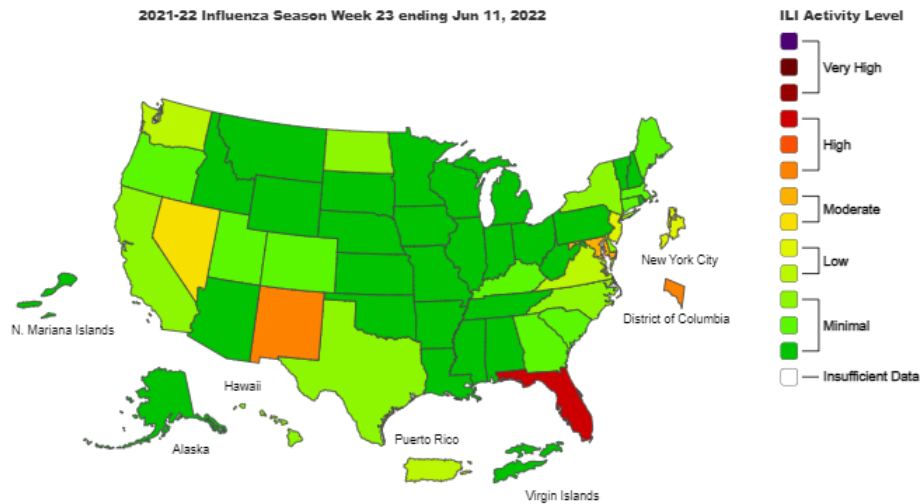 2021-22 Influenza Season Week 23 ending Jun 11, 2022
ILI Activity Level
Very High
High
Moderate
Low
Minimal
Insufficient Data
New York City
District of Columbia
N. Mariana Islands
Hawaii
Alaska
Puerto Rico
Virgin Islands